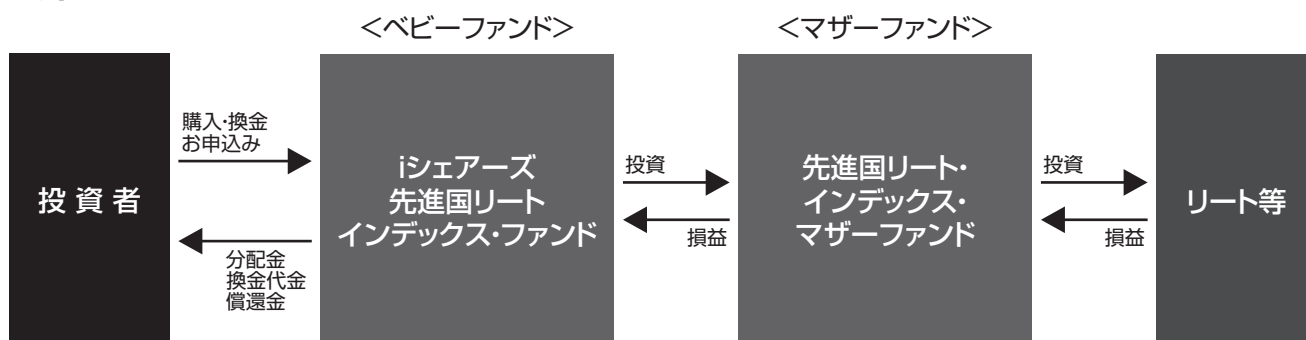 ＜ベビーファンド＞
＜マザーファンド＞
投資者
購入・換金
お申込み
分配金
換金代金
償還金
iシェアーズ
先進国リート
インデックス・ファンド
投資
損益
先進国リート・
インデックス・
マザーファンド
投資
損益
リート等